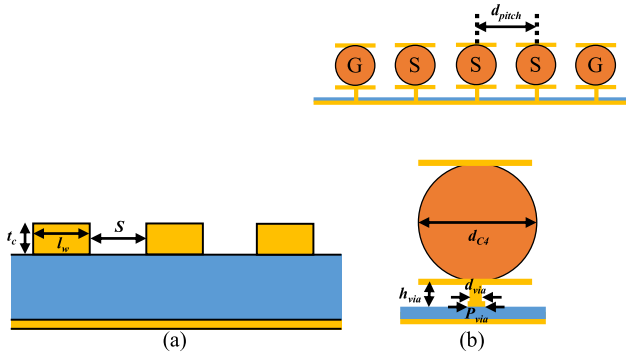 d_pitch
G S S S G
t_c
l_w
S
d_C4
h_via
d_via
P_via
(a)
(b)